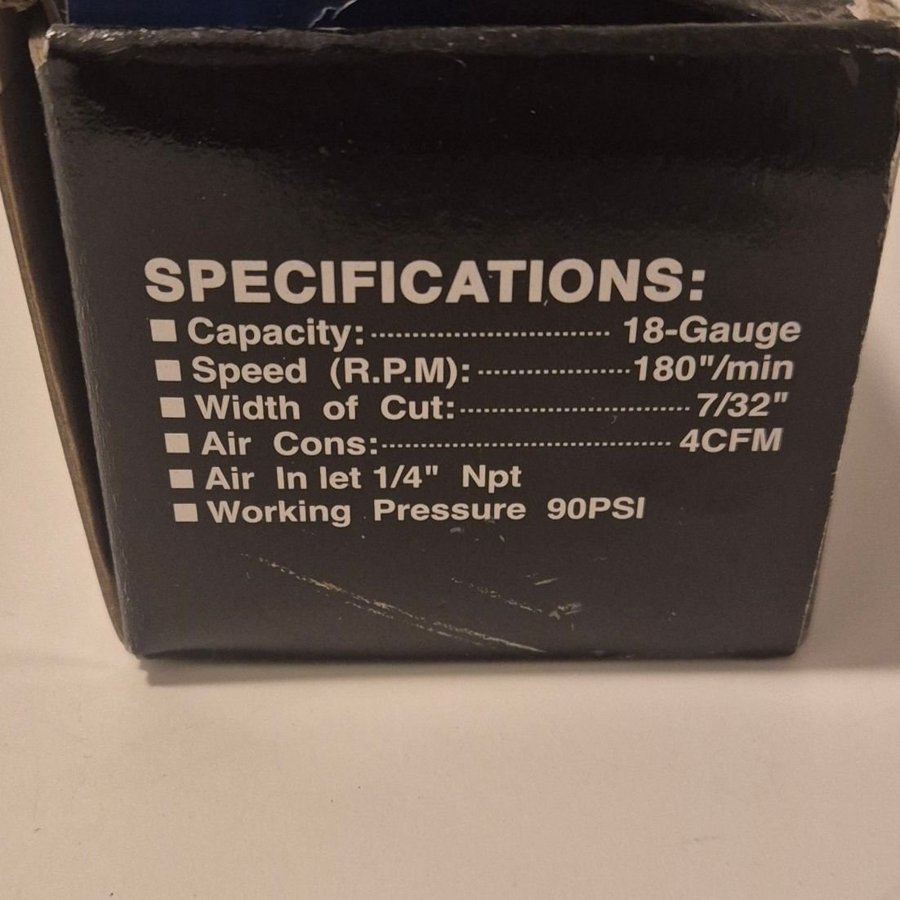 SPECIFICATIONS:
■ Capacity:.............................. 18-Gauge
■ Speed (R.P.M):...................180"/min
■ Width of Cut:.............................7/32"
■ Air Cons:.................................... 4CFM
■ Air In let 1/4" Npt
■ Working Pressure 90PSI